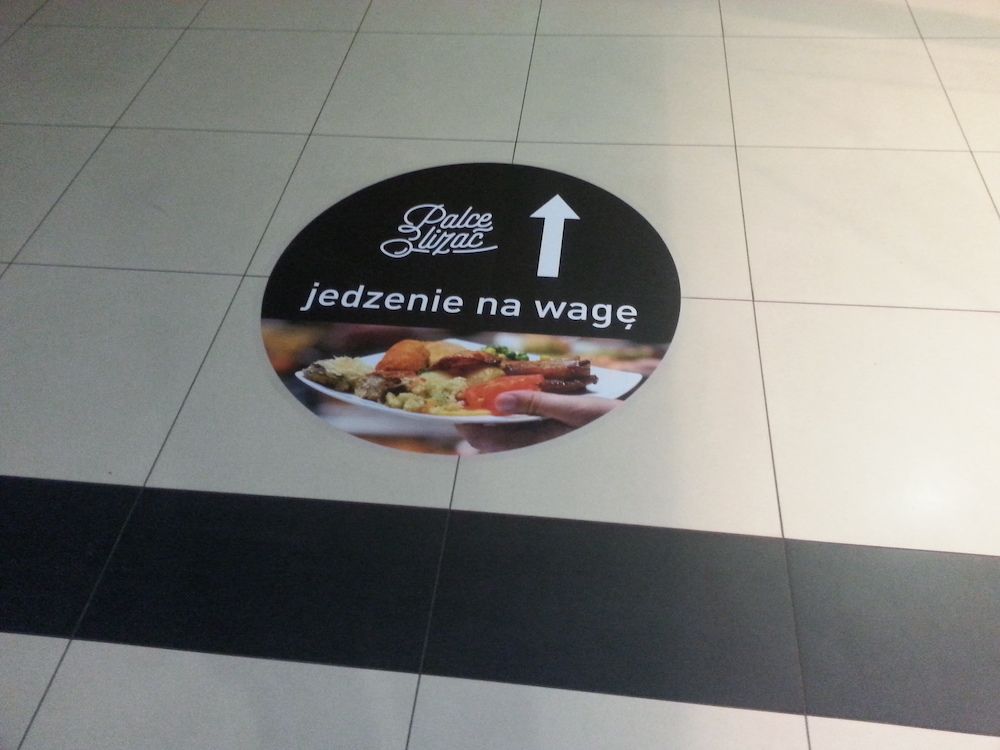 Palce
Lizać
jedzenie na wagę